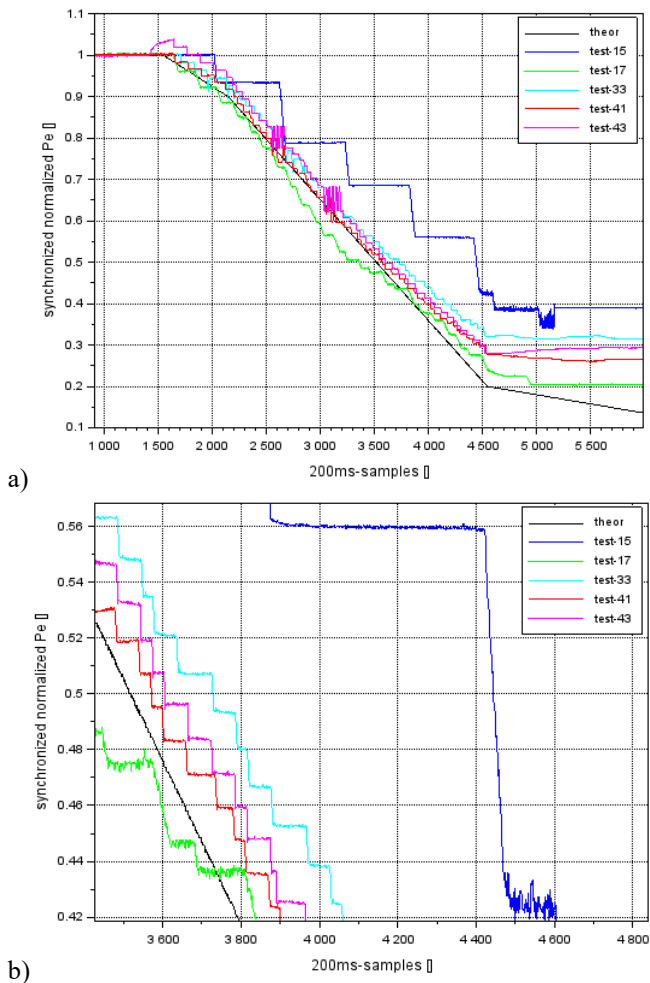 1.1
1
0.9
0.8
0.7
0.6
0.5
0.4
0.3
0.2
0.1
synchronized normalized Pe []
theor
test-15
test-17
test-33
test-41
test-43
1 000 1 500 2 000 2 500 3 000 3 500 4 000 4 500 5 000 5 500
200ms-samples []
a)
0.56
0.54
0.52
0.5
0.48
0.46
0.44
0.42
synchronized normalized Pe []
theor
test-15
test-17
test-33
test-41
test-43
3 600 3 800 4 000 4 200 4 400 4 600 4 800
200ms-samples []
b)